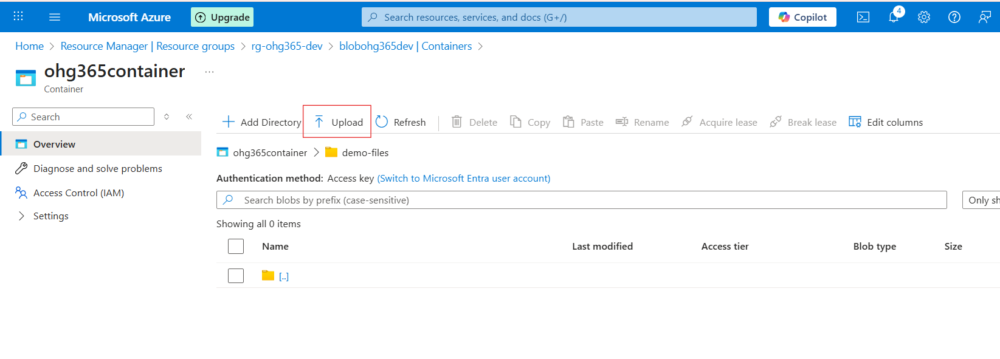 Microsoft Azure Upgrade Search resources, services, and docs (G+/) Copilot 4
Home > Resource Manager | Resource groups > rg-ohg365-dev > blobohg365dev | Containers >
ohg365container ...
Container
Search
Add Directory Upload Refresh Delete Copy Paste Rename Acquire lease Break lease Edit columns
Overview
Diagnose and solve problems
Access Control (IAM)
Settings
ohg365container > demo-files
Authentication method: Access key (Switch to Microsoft Entra user account)
Search blobs by prefix (case-sensitive) Only sh
Showing all 0 items
Name Last modified Access tier Blob type Size
[..]